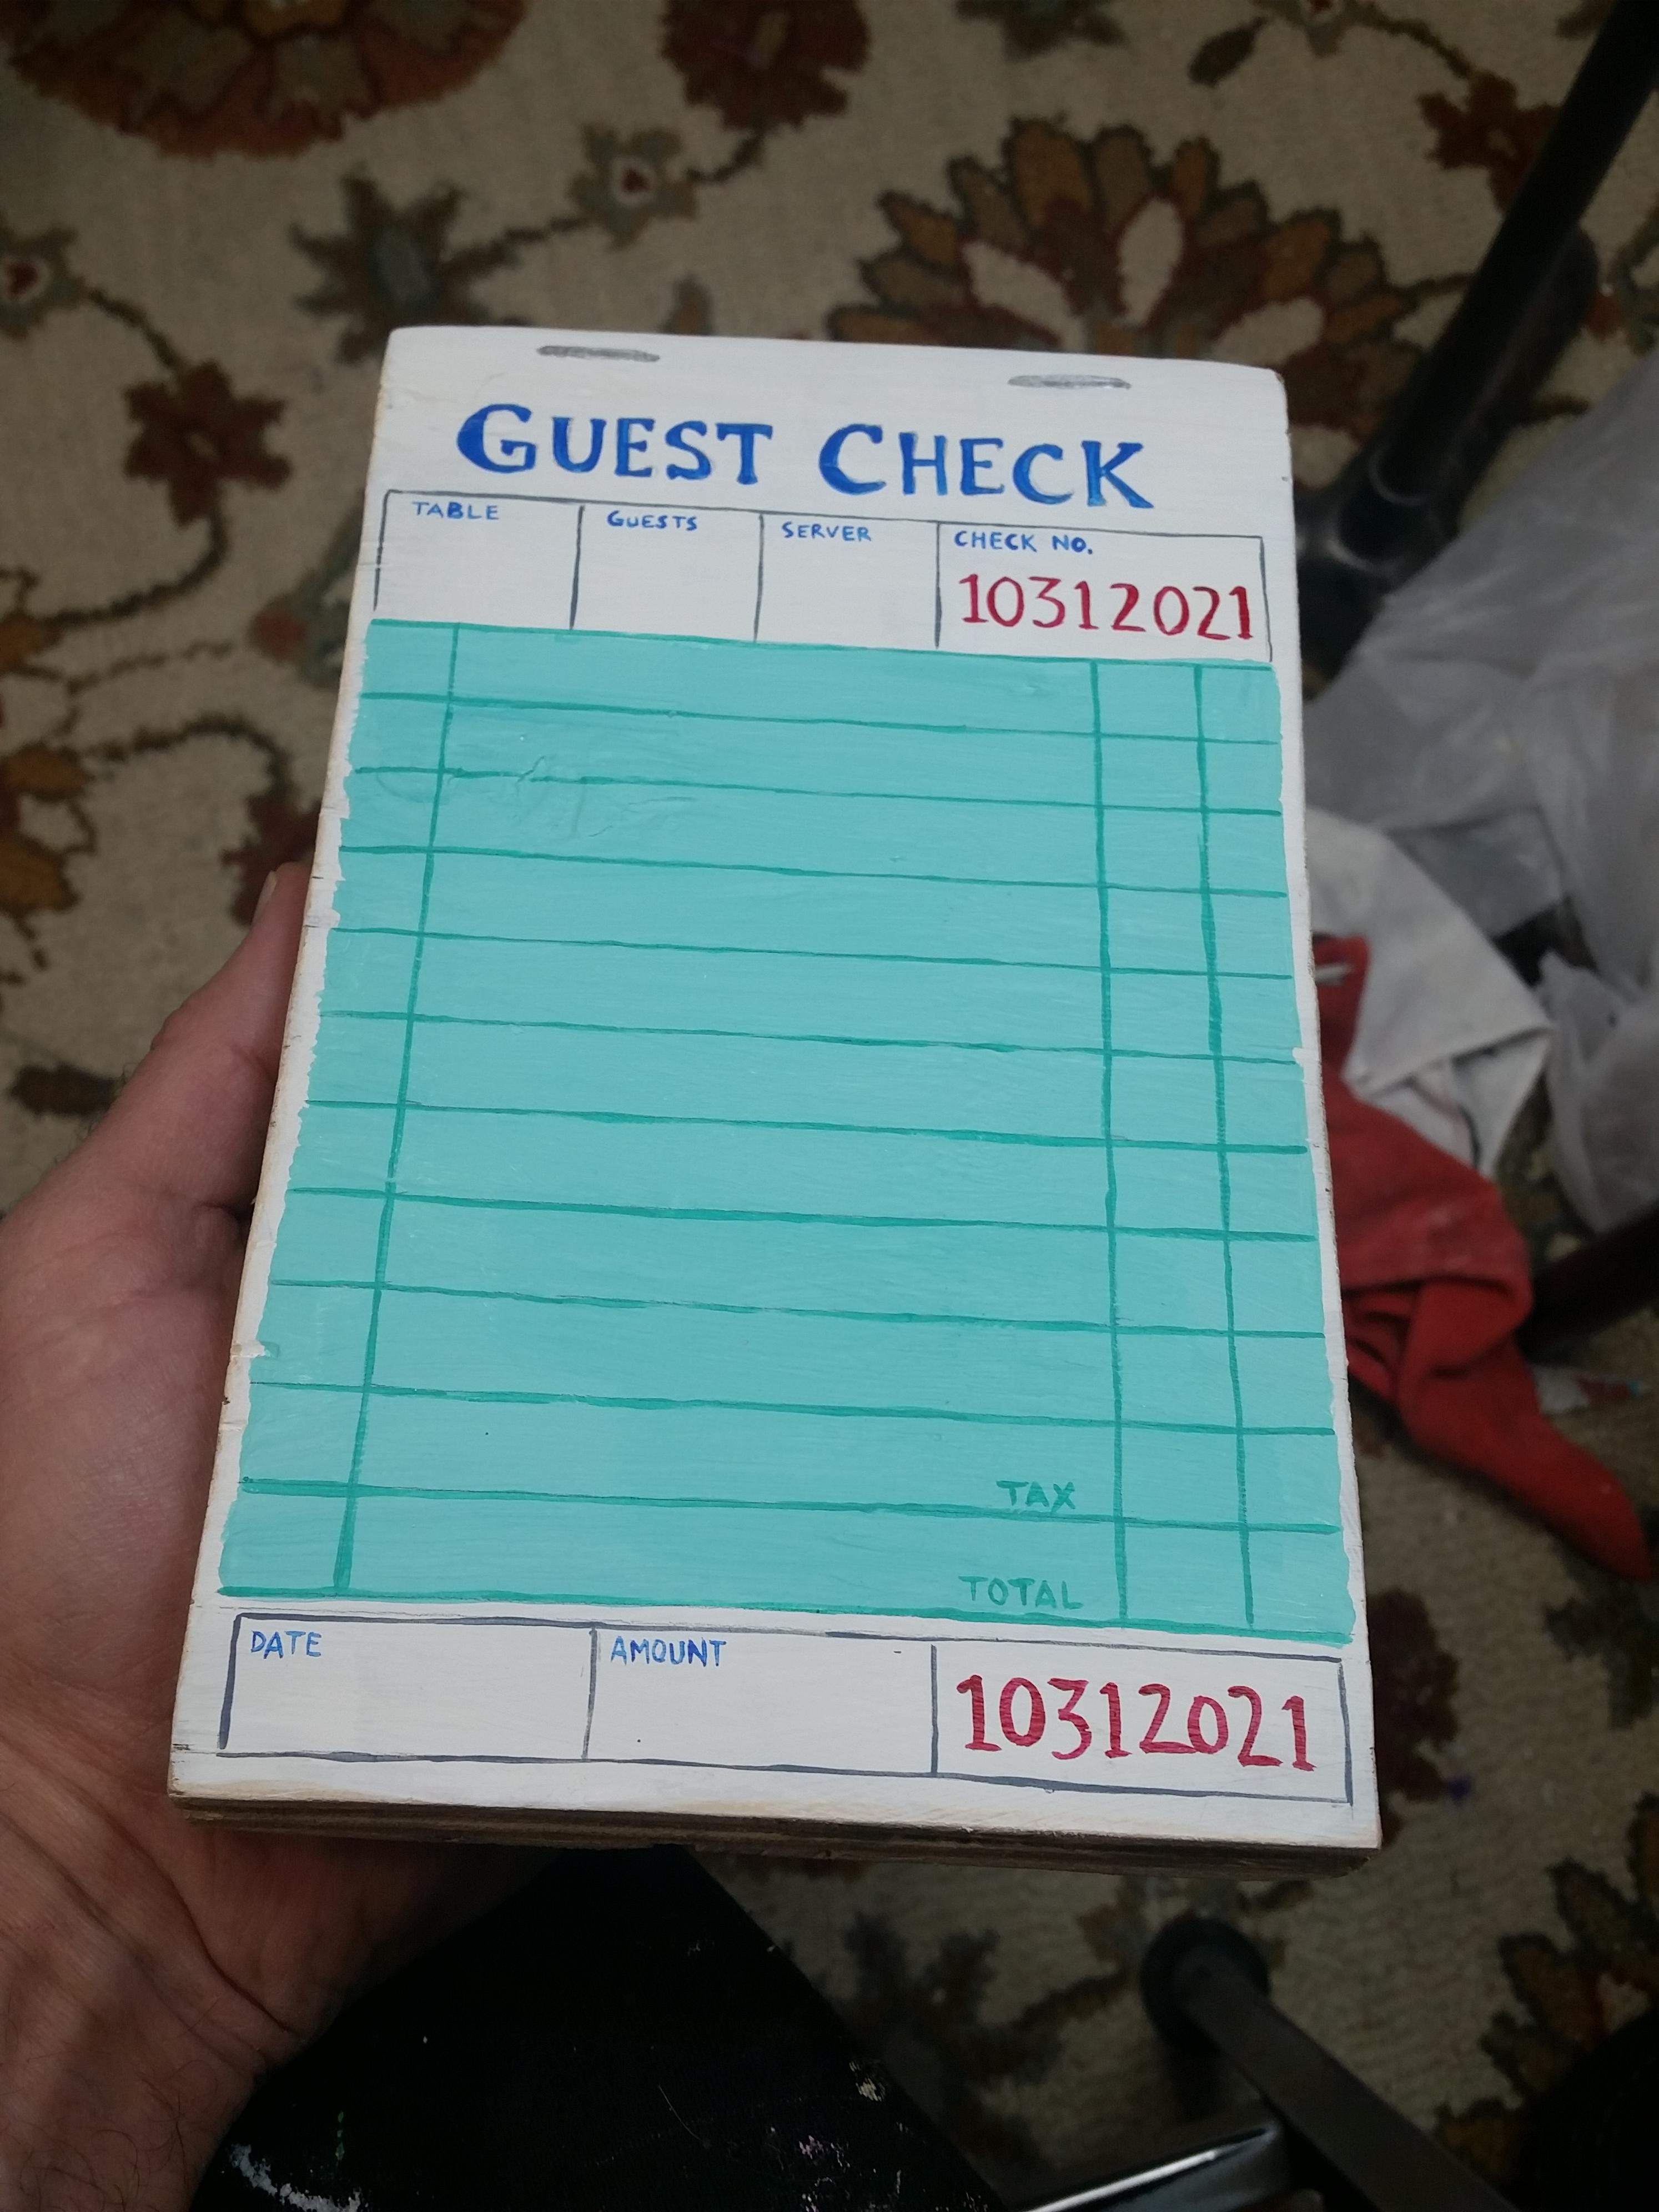 GUEST CHECK
TABLE GUESTS SERVER CHECK NO.
10312021
TAX
TOTAL
DATE AMOUNT
10312021